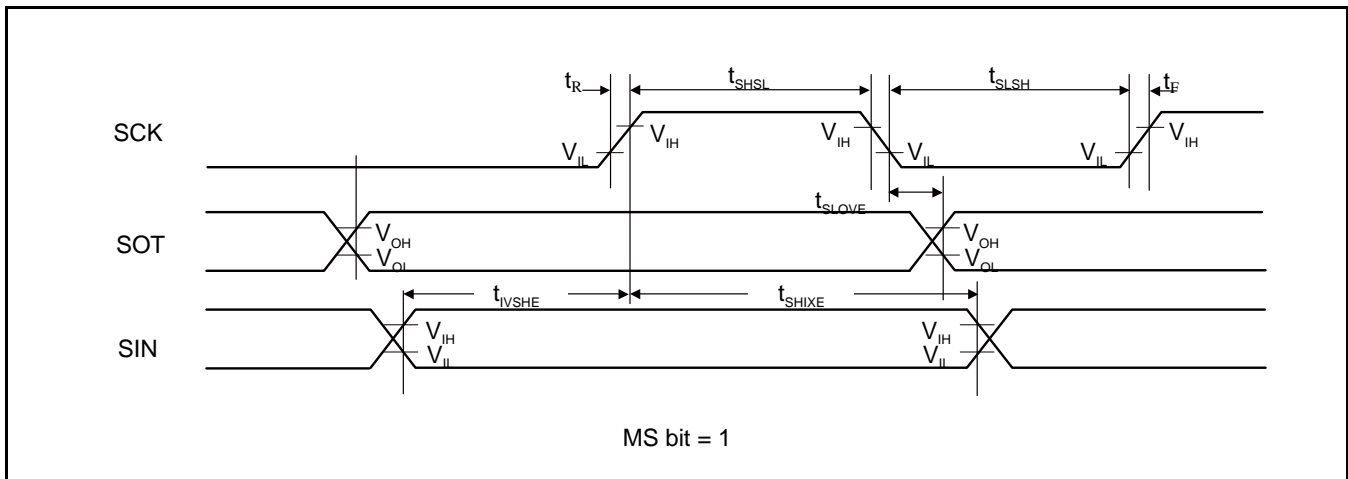 tR tSHSL tSLSH tF
SCK VIL VIH VIH VIL VIL VIH
tSLOVE
SOT VOH VOL VOH VOL
tIVSHE tSHIXE
SIN VIH VIL VIH VIL
MS bit = 1